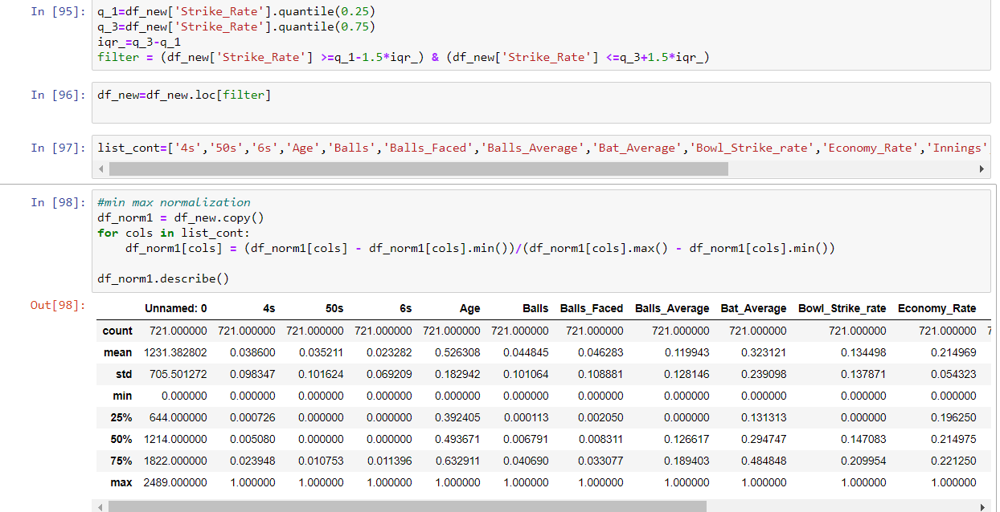 In [95]: q_1=df_new['Strike_Rate'].quantile(0.25)
q_3=df_new['Strike_Rate'].quantile(0.75)
iqr_=q_3-q_1
filter = (df_new['Strike_Rate'] >=q_1-1.5*iqr_) & (df_new['Strike_Rate'] <=q_3+1.5*iqr_)
In [96]: df_new=df_new.loc[filter]
In [97]: list_cont=['4s','50s','6s','Age','Balls','Balls_Faced','Balls_Average','Bat_Average','Bowl_Strike_rate','Economy_Rate','Innings'
In [98]: #min max normalization
df_norm1 = df_new.copy()
for cols in list_cont:
    df_norm1[cols] = (df_norm1[cols] - df_norm1[cols].min())/(df_norm1[cols].max() - df_norm1[cols].min())
df_norm1.describe()
Out[98]:
Unnamed: 0 4s 50s 6s Age Balls Balls_Faced Balls_Average Bat_Average Bowl_Strike_rate Economy_Rate
count 721.000000 721.000000 721.000000 721.000000 721.000000 721.000000 721.000000 721.000000 721.000000 721.000000 721.000000 7
mean 1231.382802 0.038600 0.035211 0.023282 0.526308 0.044845 0.046283 0.119943 0.323121 0.134498 0.214969
std 705.501272 0.098347 0.101624 0.069209 0.182942 0.101064 0.108881 0.128146 0.239098 0.137871 0.054323
min 0.000000 0.000000 0.000000 0.000000 0.000000 0.000000 0.000000 0.000000 0.000000 0.000000 0.000000
25% 644.000000 0.000726 0.000000 0.000000 0.392405 0.000113 0.002050 0.000000 0.131313 0.000000 0.196250
50% 1214.000000 0.005080 0.000000 0.000000 0.493671 0.006791 0.008311 0.126617 0.294747 0.147083 0.214975
75% 1822.000000 0.023948 0.010753 0.011396 0.632911 0.040690 0.033077 0.189403 0.484848 0.209954 0.221250
max 2489.000000 1.000000 1.000000 1.000000 1.000000 1.000000 1.000000 1.000000 1.000000 1.000000 1.000000